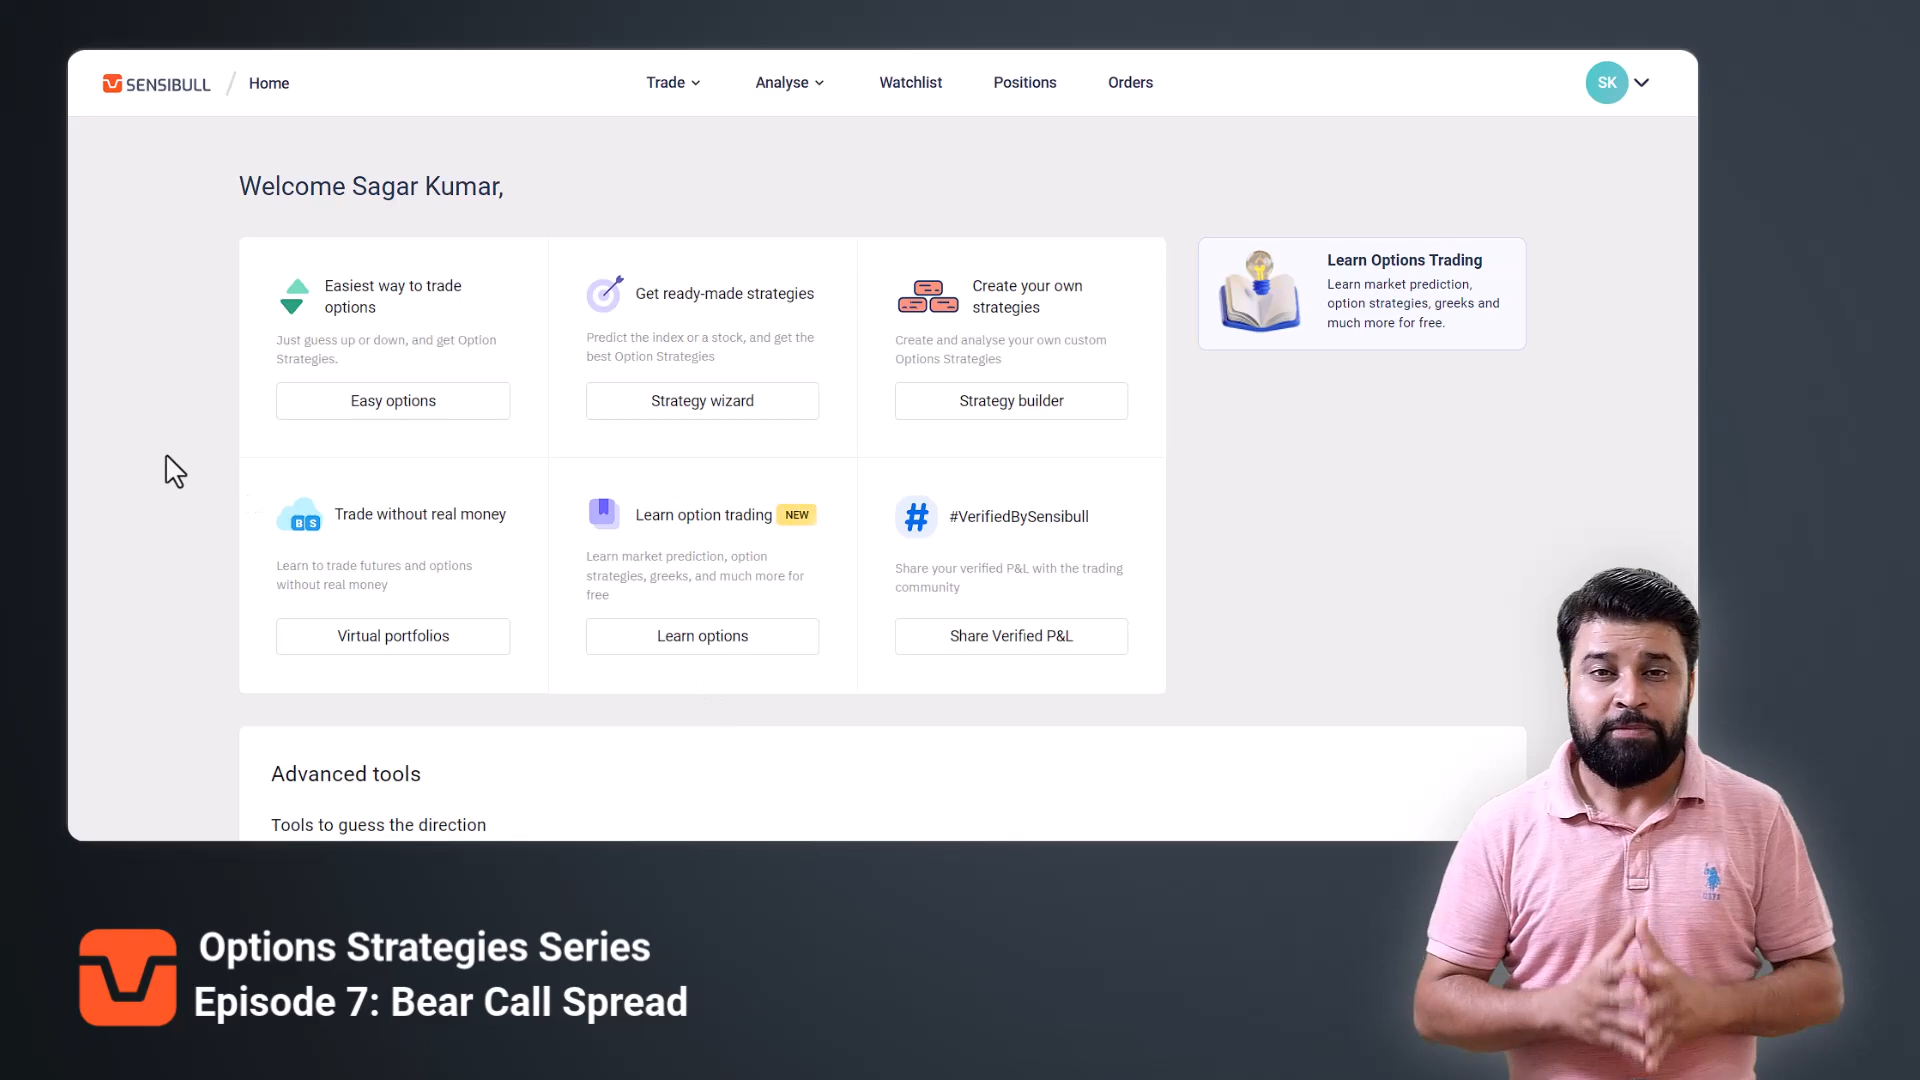 SENSIBULL / Home
Trade
Analyse
Watchlist
Positions
Orders
SK
Welcome Sagar Kumar,
Easiest way to trade
options
Just guess up or down, and get Option
Strategies.
Easy options
Get ready-made strategies
Predict the index or a stock, and get the
best Option Strategies
Strategy wizard
Create your own
strategies
Create and analyse your own custom
Options Strategies
Strategy builder
Learn Options Trading
Learn market prediction,
option strategies, greeks and
much more for free.
B S
Trade without real money
Learn to trade futures and options
without real money
Virtual portfolios
Learn option trading NEW
Learn market prediction, option
strategies, greeks, and much more for
free
Learn options
# #VerifiedBySensibull
Share your verified P&L with the trading
community
Share Verified P&L
Advanced tools
Tools to guess the direction
Options Strategies Series
Episode 7: Bear Call Spread